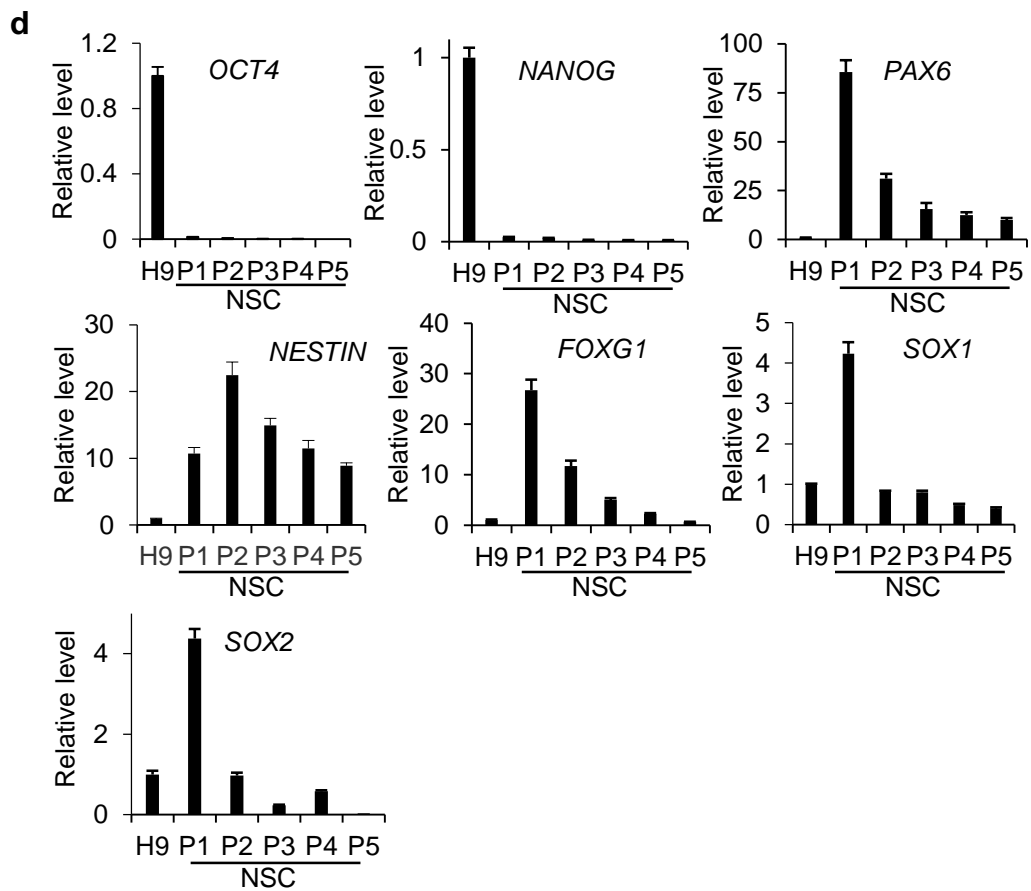 d
OCT4
Relative level
1.2
0.8
0.4
0
H9 P1 P2 P3 P4 P5
NSC
NANOG
Relative level
1
0.5
0
H9 P1 P2 P3 P4 P5
NSC
PAX6
Relative level
100
75
50
25
0
H9 P1 P2 P3 P4 P5
NSC
NESTIN
Relative level
30
20
10
0
H9 P1 P2 P3 P4 P5
NSC
FOXG1
Relative level
40
30
20
10
0
H9 P1 P2 P3 P4 P5
NSC
SOX1
Relative level
5
4
3
2
1
0
H9 P1 P2 P3 P4 P5
NSC
SOX2
Relative level
4
2
0
H9 P1 P2 P3 P4 P5
NSC